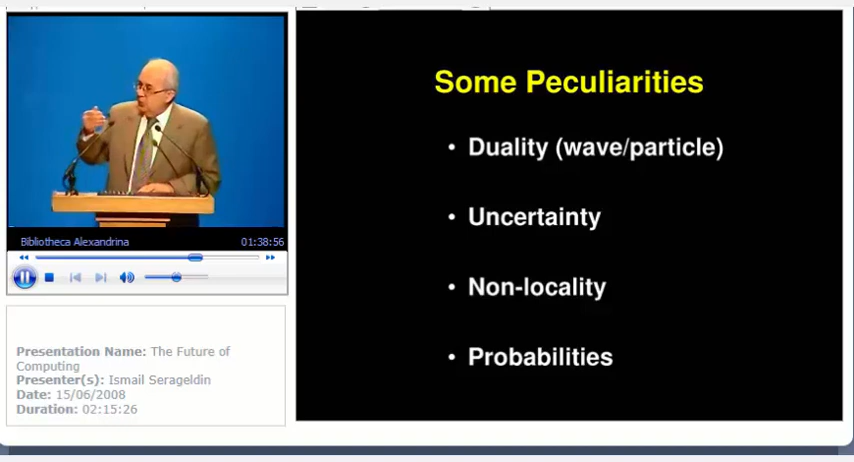 Bibliotheca Alexandrina 01:38:56
Presentation Name: The Future of
Computing
Presenter(s): Ismail Serageldin
Date: 15/06/2008
Duration: 02:15:26
Some Peculiarities
• Duality (wave/particle)
• Uncertainty
• Non-locality
• Probabilities